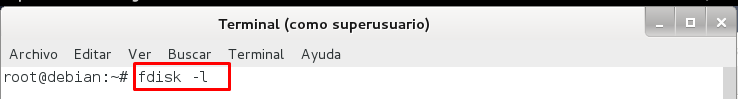 Terminal (como superusuario)
Archivo Editar Ver Buscar Terminal Ayuda
root@debian:~# fdisk -l